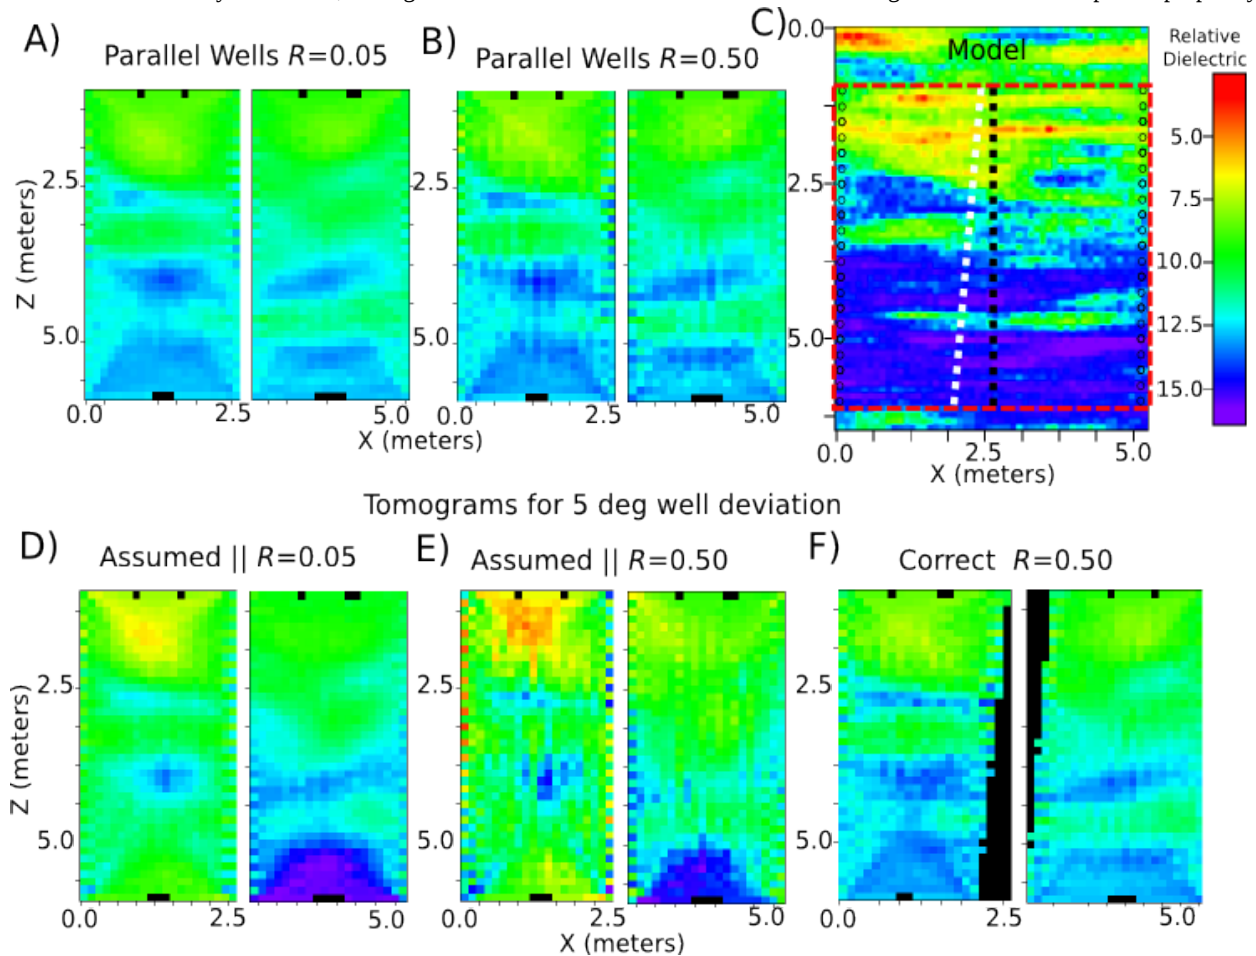 A)
Parallel Wells R=0.05
B)
Parallel Wells R=0.50
C)
Model
Relative
Dielectric
0.0
2.5
5.0
Z (meters)
2.5
5.0
0.0
2.5
5.0
5.0
7.5
10.0
12.5
15.0
0.0
2.5
5.0
0.0
2.5
5.0
X (meters)
0.0
2.5
5.0
X (meters)
Tomograms for 5 deg well deviation
D)
Assumed || R=0.05
E)
Assumed || R=0.50
F)
Correct R=0.50
Z (meters)
2.5
5.0
2.5
5.0
2.5
5.0
0.0
2.5
5.0
0.0
2.5
5.0
0.0
2.5
5.0
X (meters)